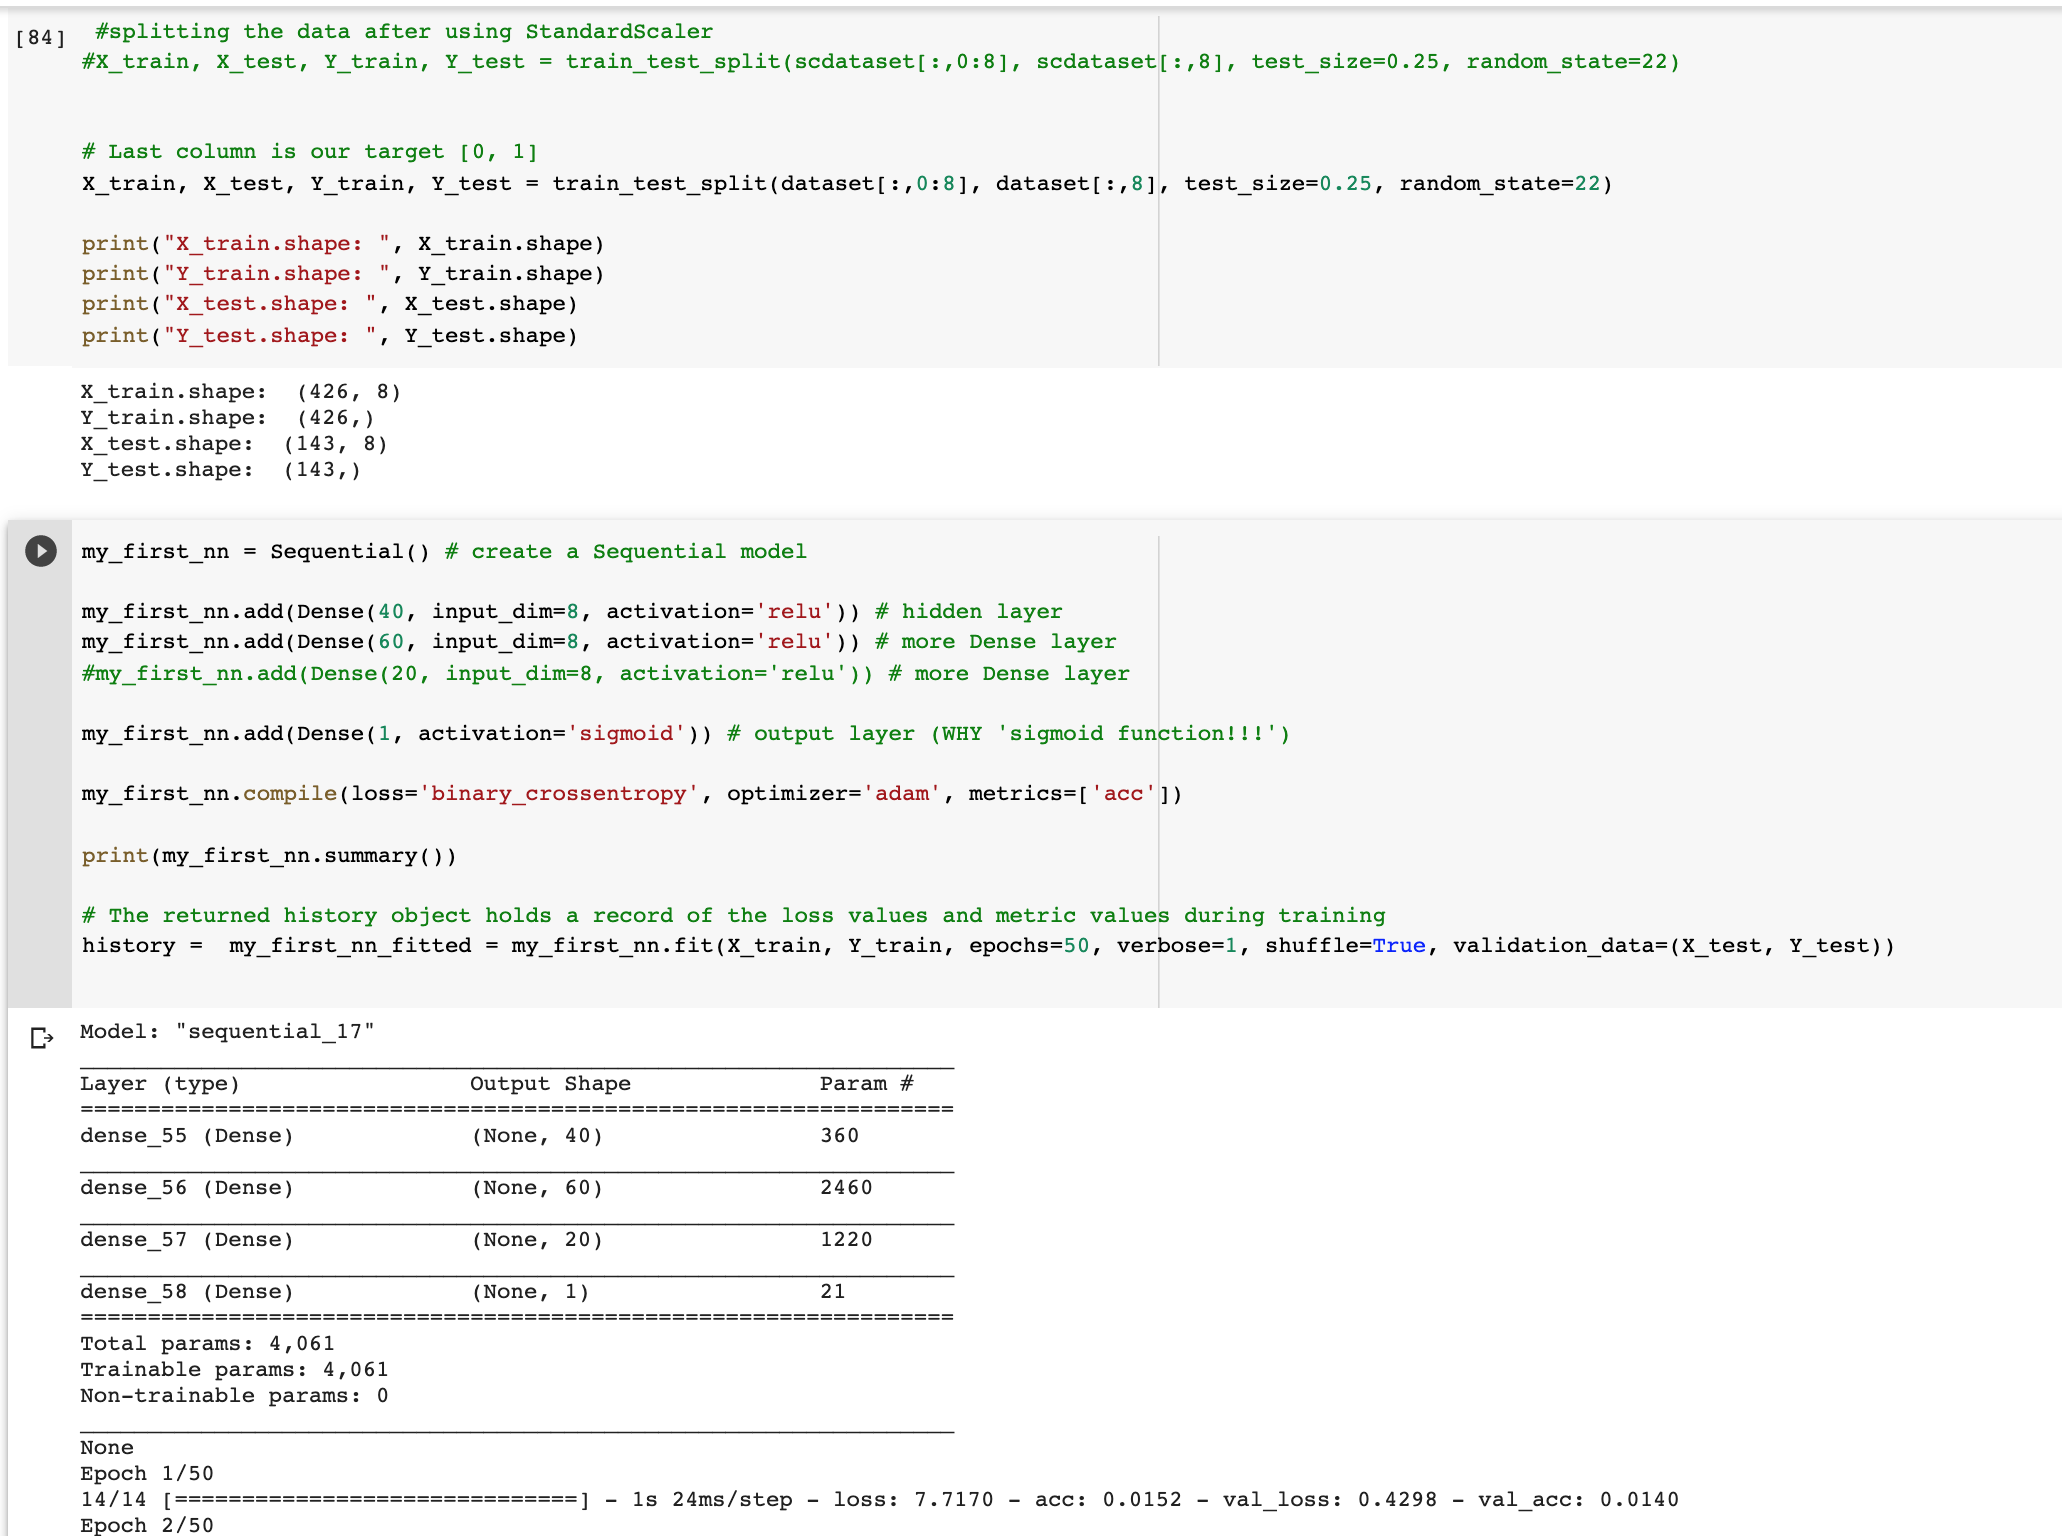 [84] #splitting the data after using StandardScaler
#X_train, X_test, Y_train, Y_test = train_test_split(scdataset[:,0:8], scdataset[:,8], test_size=0.25, random_state=22)
# Last column is our target [0, 1]
X_train, X_test, Y_train, Y_test = train_test_split(dataset[:,0:8], dataset[:,8], test_size=0.25, random_state=22)
print("X_train.shape: ", X_train.shape)
print("Y_train.shape: ", Y_train.shape)
print("X_test.shape: ", X_test.shape)
print("Y_test.shape: ", Y_test.shape)
X_train.shape:  (426, 8)
Y_train.shape:  (426,)
X_test.shape:  (143, 8)
Y_test.shape:  (143,)
my_first_nn = Sequential() # create a Sequential model
my_first_nn.add(Dense(40, input_dim=8, activation='relu')) # hidden layer
my_first_nn.add(Dense(60, input_dim=8, activation='relu')) # more Dense layer
#my_first_nn.add(Dense(20, input_dim=8, activation='relu')) # more Dense layer
my_first_nn.add(Dense(1, activation='sigmoid')) # output layer (WHY 'sigmoid function!!!')
my_first_nn.compile(loss='binary_crossentropy', optimizer='adam', metrics=['acc'])
print(my_first_nn.summary())
# The returned history object holds a record of the loss values and metric values during training
history =  my_first_nn_fitted = my_first_nn.fit(X_train, Y_train, epochs=50, verbose=1, shuffle=True, validation_data=(X_test, Y_test))
Model: "sequential_17"
Layer (type) Output Shape Param #
=================================================================
dense_55 (Dense) (None, 40) 360
dense_56 (Dense) (None, 60) 2460
dense_57 (Dense) (None, 20) 1220
dense_58 (Dense) (None, 1) 21
=================================================================
Total params: 4,061
Trainable params: 4,061
Non-trainable params: 0
None
Epoch 1/50
14/14 [==============================] - 1s 24ms/step - loss: 7.7170 - acc: 0.0152 - val_loss: 0.4298 - val_acc: 0.0140
Epoch 2/50